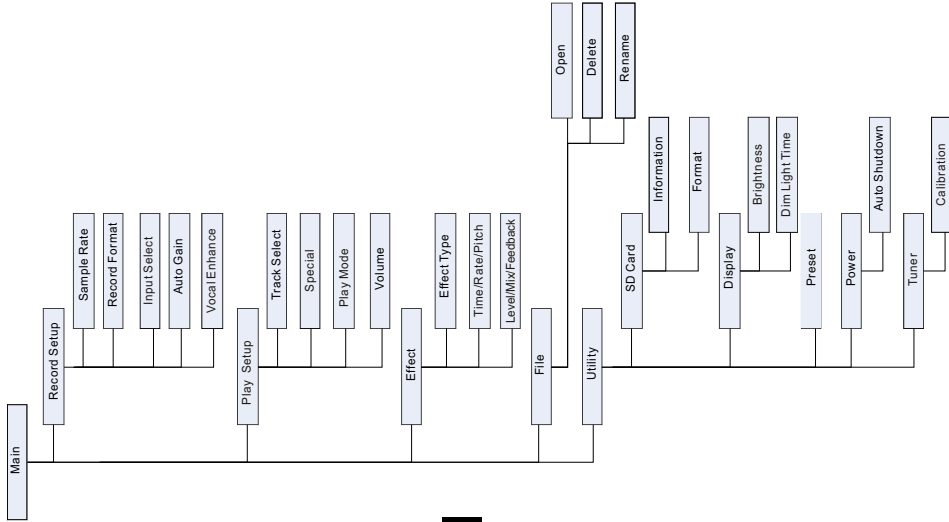 Main
Record Setup
Sample Rate
Record Format
Input Select
Auto Gain
Vocal Enhance
Play Setup
Track Select
Special
Play Mode
Volume
Effect
Effect Type
Time/Rate/Pitch
Level/Mix/Feedback
File
Open
Delete
Rename
Utility
SD Card
Information
Format
Display
Brightness
Dim Light Time
Preset
Power
Auto Shutdown
Tuner
Calibration